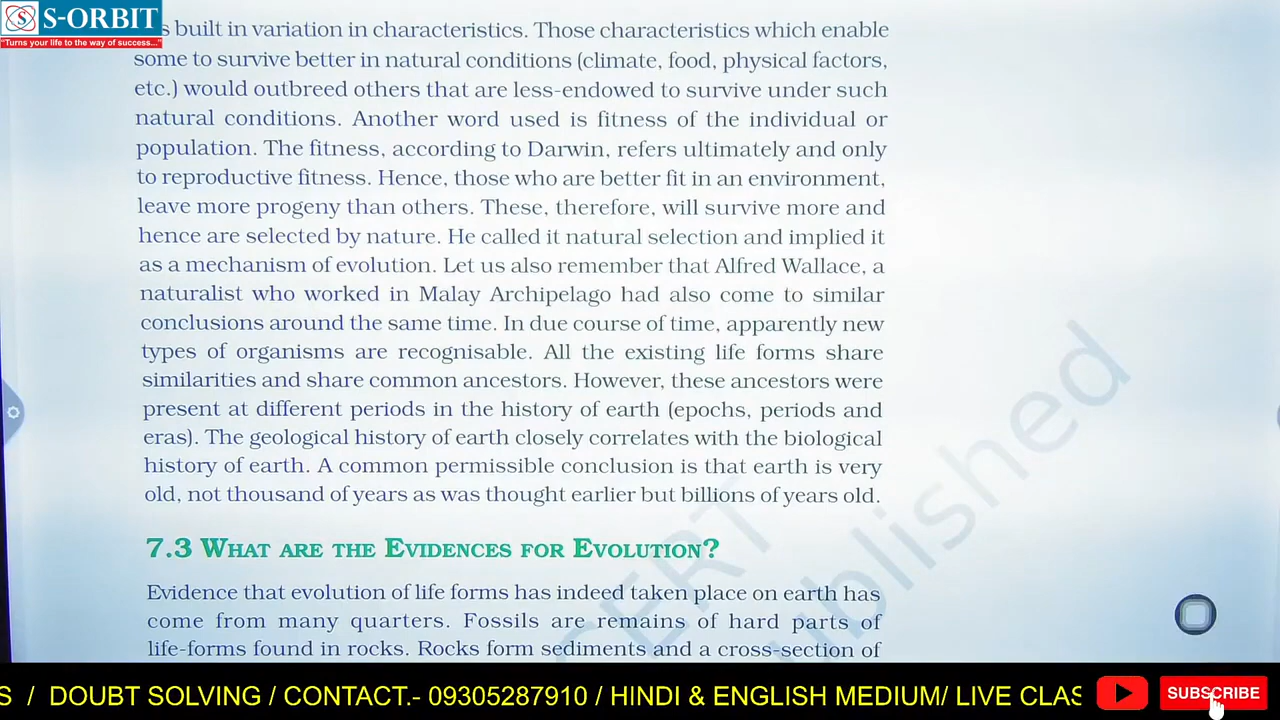 S-ORBIT
"Turns your life to the way of success..."
s built in variation in characteristics. Those characteristics which enable
some to survive better in natural conditions (climate, food, physical factors,
etc.) would outbreed others that are less-endowed to survive under such
natural conditions. Another word used is fitness of the individual or
population. The fitness, according to Darwin, refers ultimately and only
to reproductive fitness. Hence, those who are better fit in an environment,
leave more progeny than others. These, therefore, will survive more and
hence are selected by nature. He called it natural selection and implied it
as a mechanism of evolution. Let us also remember that Alfred Wallace, a
naturalist who worked in Malay Archipelago had also come to similar
conclusions around the same time. In due course of time, apparently new
types of organisms are recognisable. All the existing life forms share
similarities and share common ancestors. However, these ancestors were
present at different periods in the history of earth (epochs, periods and
eras). The geological history of earth closely correlates with the biological
history of earth. A common permissible conclusion is that earth is very
old, not thousand of years as was thought earlier but billions of years old.
7.3 WHAT ARE THE EVIDENCES FOR EVOLUTION?
Evidence that evolution of life forms has indeed taken place on earth has
come from many quarters. Fossils are remains of hard parts of
life-forms found in rocks. Rocks form sediments and a cross-section of
S / DOUBT SOLVING / CONTACT.- 09305287910 / HINDI & ENGLISH MEDIUM/ LIVE CLAS
SUBSCRIBE